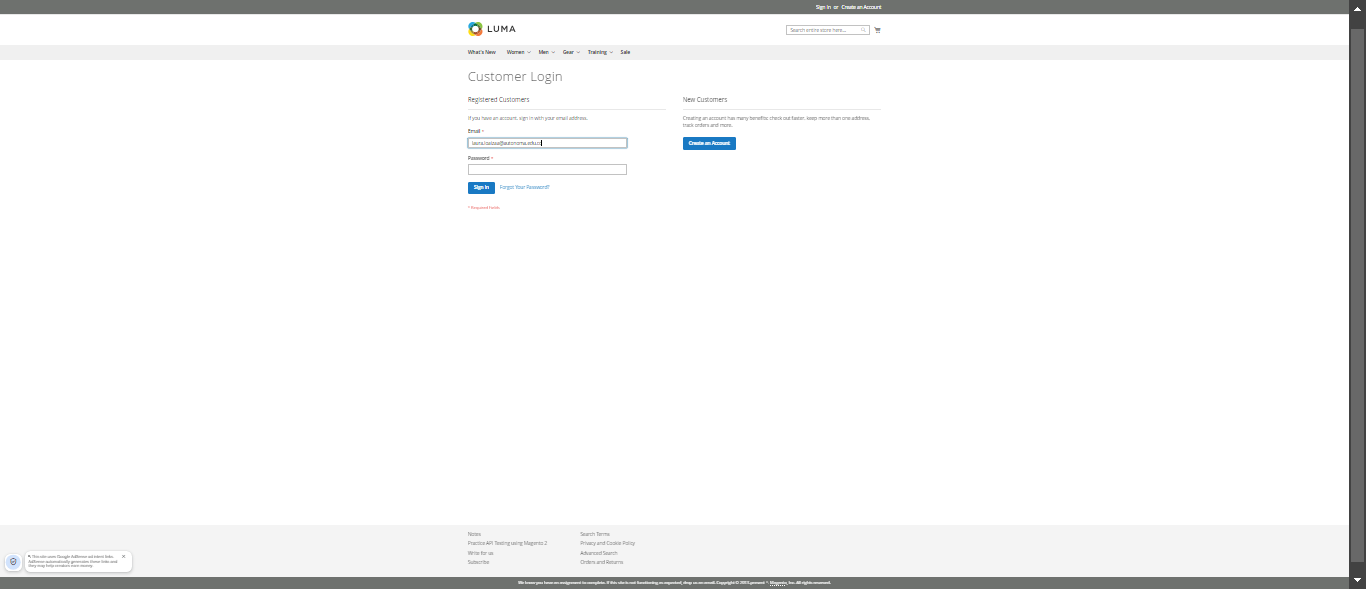 Sign In or Create an Account
LUMA
Search entire store here...
What's New Women Men Gear Training Sale
Customer Login
Registered Customers
If you have an account, sign in with your email address.
Email *
Password *
Sign In Forgot Your Password?
* Required Fields
New Customers
Creating an account has many benefits: check out faster, keep more than one address,
track orders and more.
Create an Account
Notes
Practice API Testing using Magento 2
Write for us
Subscribe
Search Terms
Privacy and Cookie Policy
Advanced Search
Orders and Returns
This site uses Google AdSense ad intent links.
AdSense automatically generates these links and
they may help creators earn money.
We know you have an assignment to complete. If this site is not functioning as expected, drop us an email. Copyright © 2013-present Magento, Inc. All rights reserved.